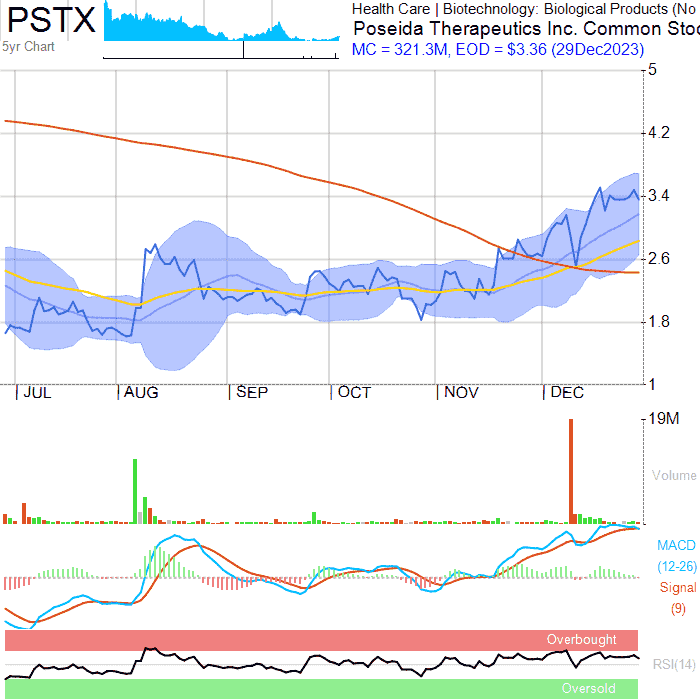 PSTX
5yr Chart
Health Care | Biotechnology: Biological Products (No
Poseida Therapeutics Inc. Common Stoc
MC = 321.3M, EOD = $3.36 (29Dec2023)
5
4.2
3.4
2.6
1.8
1
JUL AUG SEP OCT NOV DEC
19M
Volume
MACD
(12-26)
Signal
(9)
Overbought
RSI(14)
Oversold